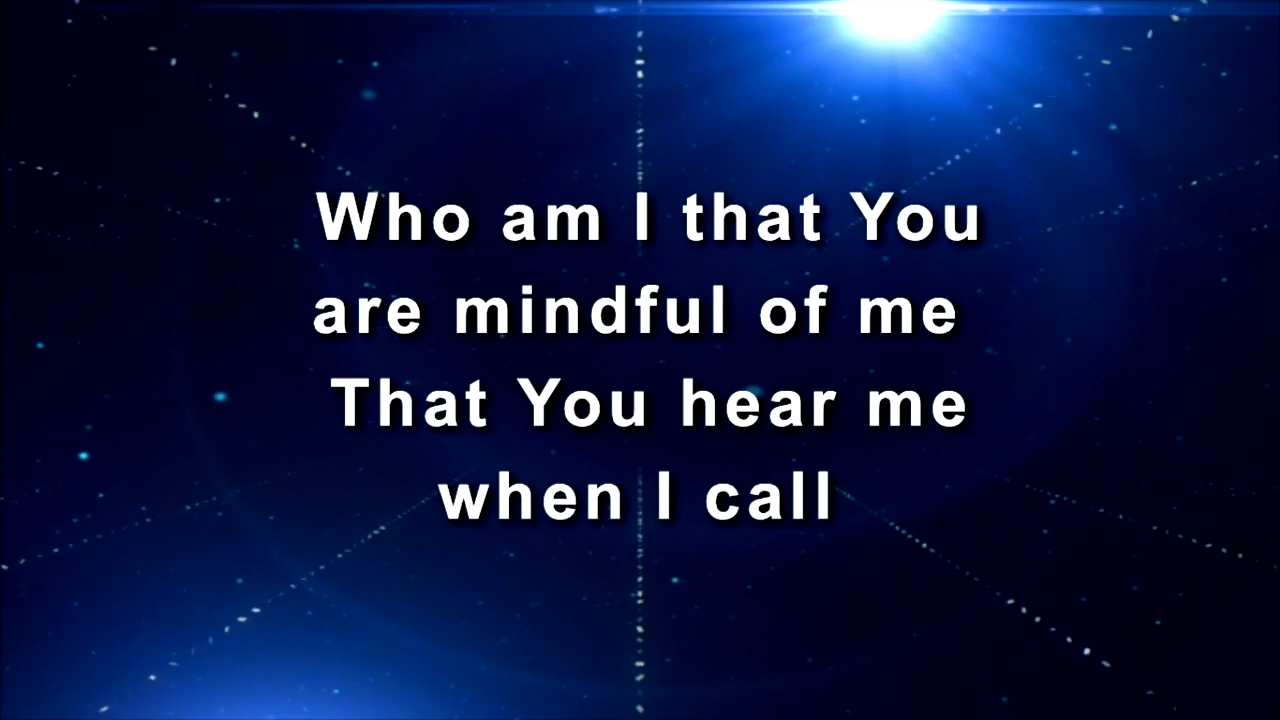 Who am I that You
are mindful of me
That You hear me
when I call